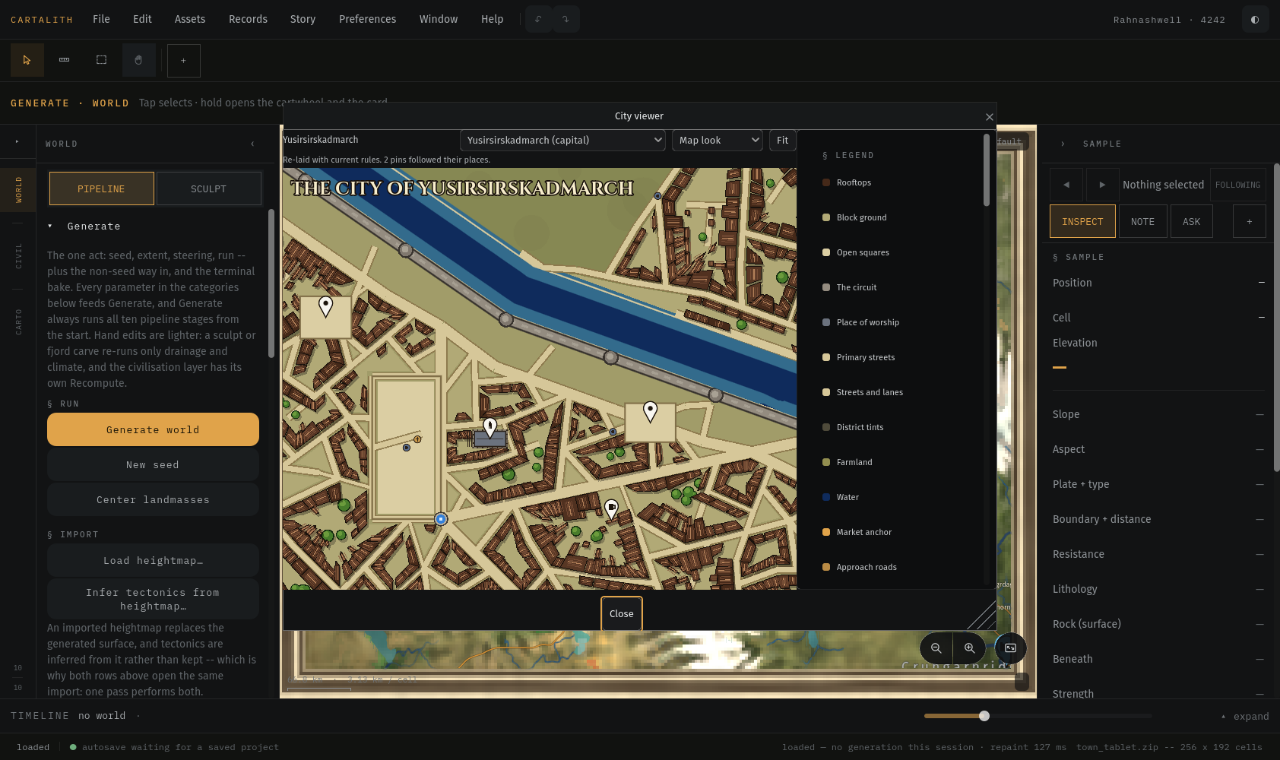 CARTALITH File Edit Assets Records Story Preferences Window Help Rahnashwell · 4242
GENERATE · WORLD Tap selects · hold opens the cartwheel and the card
WORLD
CIVIL
CARTO
10
10
WORLD
PIPELINE SCULPT
Generate
The one act: seed, extent, steering, run --
plus the non-seed way in, and the terminal
bake. Every parameter in the categories
below feeds Generate, and Generate
always runs all ten pipeline stages from
the start. Hand edits are lighter: a sculpt or
fjord carve re-runs only drainage and
climate, and the civilisation layer has its
own Recompute.
§ RUN
Generate world
New seed
Center landmasses
§ IMPORT
Load heightmap…
Infer tectonics from
heightmap…
An imported heightmap replaces the
generated surface, and tectonics are
inferred from it rather than kept -- which is
why both rows above open the same
import: one pass performs both.
City viewer
Yusirsirskadmarch Yusirsirskadmarch (capital) Map look Fit
Re-laid with current rules. 2 pins followed their places.
THE CITY OF YUSIRSIRSKADMARCH
§ LEGEND
Rooftops
Block ground
Open squares
The circuit
Place of worship
Primary streets
Streets and lanes
District tints
Farmland
Water
Market anchor
Approach roads
Close
SAMPLE
Nothing selected FOLLOWING
INSPECT NOTE ASK +
§ SAMPLE
Position —
Cell —
Elevation
—
Slope —
Aspect —
Plate + type —
Boundary + distance —
Resistance —
Lithology —
Rock (surface) —
Beneath —
Strength —
TIMELINE no world · expand
loaded autosave waiting for a saved project loaded — no generation this session · repaint 127 ms town_tablet.zip -- 256 x 192 cells